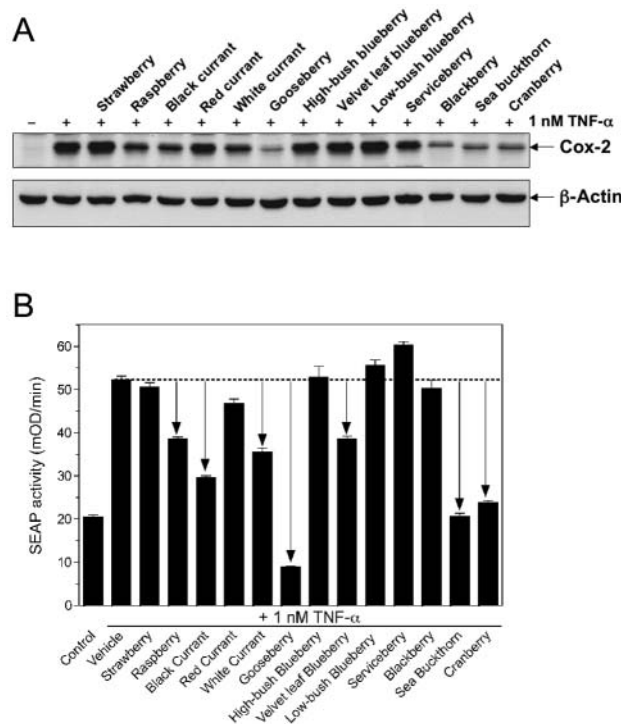 A
Strawberry
Raspberry
Black currant
Red currant
White currant
Gooseberry
High-bush blueberry
Velvet leaf blueberry
Low-bush blueberry
Serviceberry
Blackberry
Sea buckthorn
Cranberry
– + + + + + + + + + + + + + + 1 nM TNF-α
Cox-2
β-Actin
B
SEAP activity (mOD/min)
60
50
40
30
20
10
0
+ 1 nM TNF-α
Control
Vehicle
Strawberry
Raspberry
Black Currant
Red Currant
White Currant
Gooseberry
High-bush Blueberry
Velvet leaf Blueberry
Low-bush Blueberry
Serviceberry
Blackberry
Sea Buckthorn
Cranberry